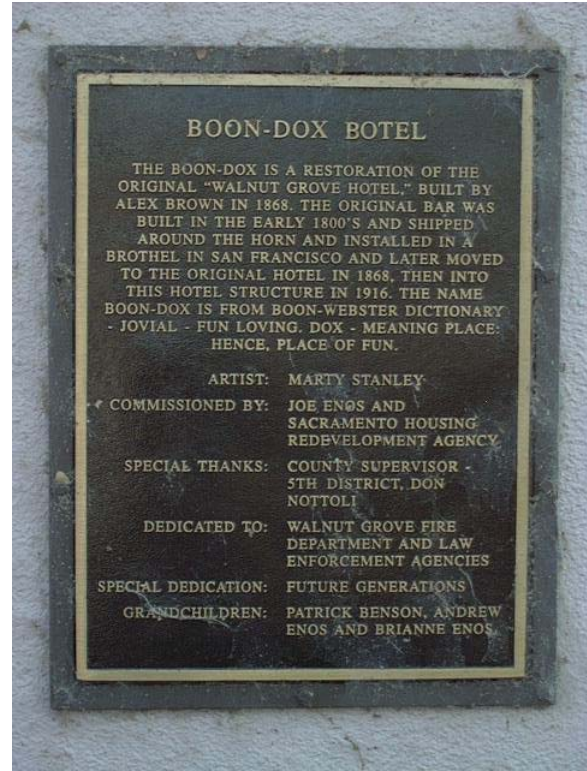 BOON-DOX BOTEL
THE BOON-DOX IS A RESTORATION OF THE
ORIGINAL "WALNUT GROVE HOTEL," BUILT BY
ALEX BROWN IN 1868. THE ORIGINAL BAR WAS
BUILT IN THE EARLY 1800'S AND SHIPPED
AROUND THE HORN AND INSTALLED IN A
BROTHEL IN SAN FRANCISCO AND LATER MOVED
TO THE ORIGINAL HOTEL IN 1868, THEN INTO
THIS HOTEL STRUCTURE IN 1916. THE NAME
BOON-DOX IS FROM BOON-WEBSTER DICTIONARY
- JOVIAL - FUN LOVING. DOX - MEANING PLACE:
HENCE, PLACE OF FUN.
ARTIST: MARTY STANLEY
COMMISSIONED BY: JOE ENOS AND
SACRAMENTO HOUSING
REDEVELOPMENT AGENCY
SPECIAL THANKS: COUNTY SUPERVISOR -
5TH DISTRICT, DON
NOTTOLI
DEDICATED TO: WALNUT GROVE FIRE
DEPARTMENT AND LAW
ENFORCEMENT AGENCIES
SPECIAL DEDICATION: FUTURE GENERATIONS
GRANDCHILDREN: PATRICK BENSON, ANDREW
ENOS AND BRIANNE ENOS